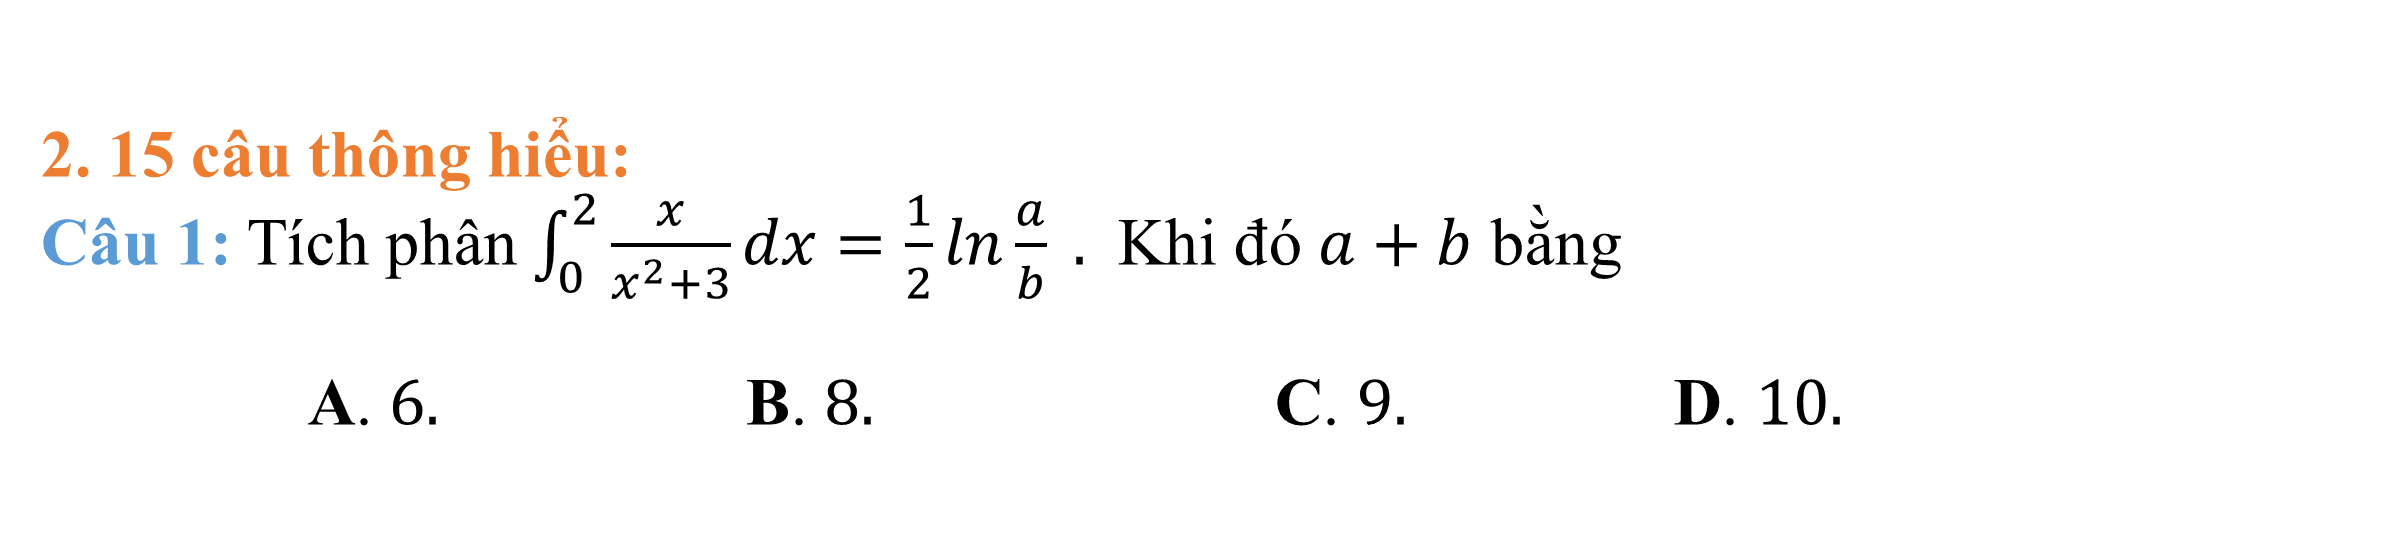 2. 15 câu thông hiểu:
Câu 1: Tích phân ∫₀² x/(x²+3) dx = 1/2 ln a/b . Khi đó a + b bằng
A. 6. B. 8. C. 9. D. 10.